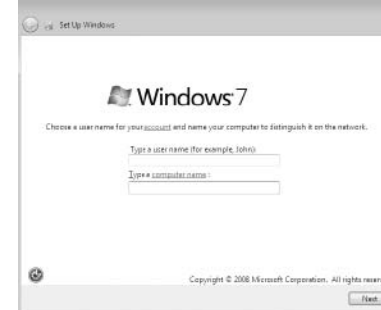 Set Up Windows
Windows 7
Choose a user name for your account and name your computer to distinguish it on the network.
Type a user name (for example, John):
Type a computer name :
Copyright © 2008 Microsoft Corporation. All rights
Next